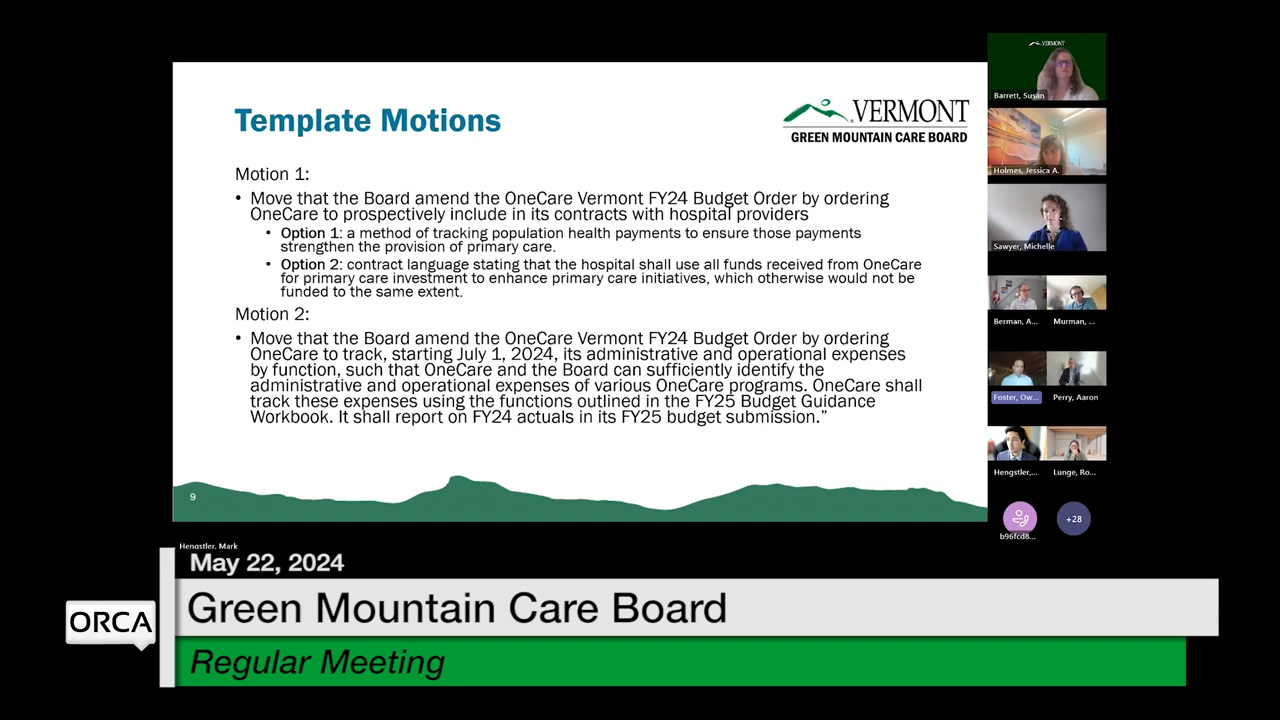 Template Motions
VERMONT
GREEN MOUNTAIN CARE BOARD
Motion 1:
• Move that the Board amend the OneCare Vermont FY24 Budget Order by ordering
OneCare to prospectively include in its contracts with hospital providers
• Option 1: a method of tracking population health payments to ensure those payments
strengthen the provision of primary care.
• Option 2: contract language stating that the hospital shall use all funds received from OneCare
for primary care investment to enhance primary care initiatives, which otherwise would not be
funded to the same extent.
Motion 2:
• Move that the Board amend the OneCare Vermont FY24 Budget Order by ordering
OneCare to track, starting July 1, 2024, its administrative and operational expenses
by function, such that OneCare and the Board can sufficiently identify the
administrative and operational expenses of various OneCare programs. OneCare shall
track these expenses using the functions outlined in the FY25 Budget Guidance
Workbook. It shall report on FY24 actuals in its FY25 budget submission.”
9
VERMONT
Barrett, Susan
Holmes, Jessica A.
Sawyer, Michelle
Berman, A...
Murman, ...
Foster, Ow...
Perry, Aaron
Hengstler,...
Lunge, Ro...
b96fcd8...
+28
Hengstler, Mark
May 22, 2024
ORCA
Green Mountain Care Board
Regular Meeting